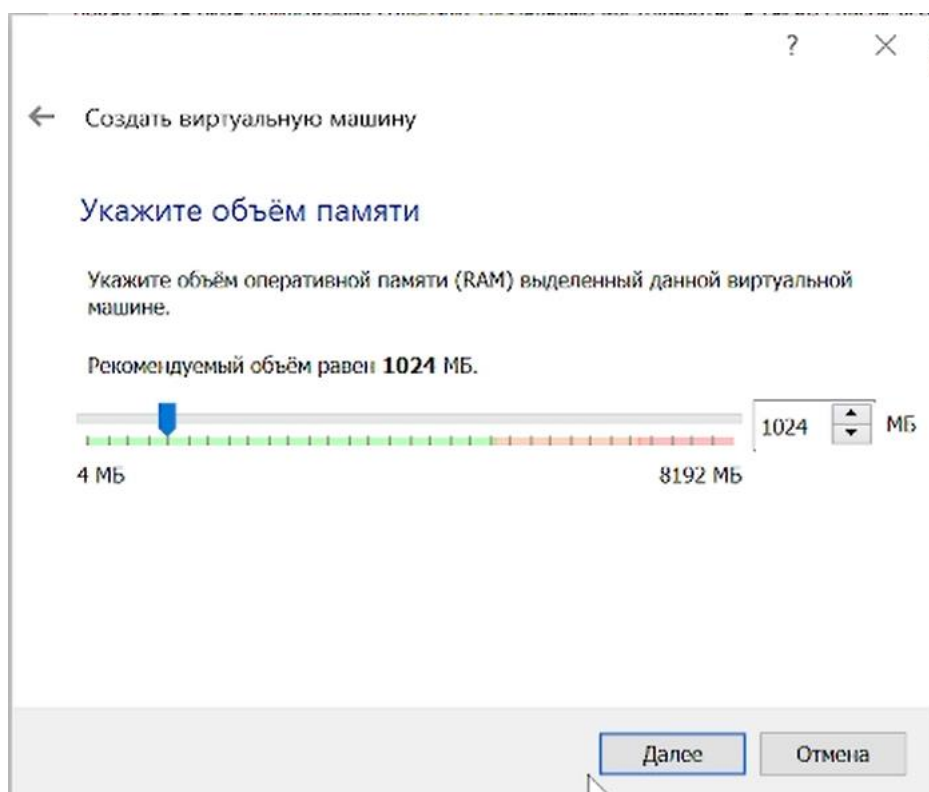 ?
Создать виртуальную машину
Укажите объём памяти
Укажите объём оперативной памяти (RAM) выделенный данной виртуальной
машине.
Рекомендуемый объём равен 1024 МБ.
1024 МБ
4 МБ 8192 МБ
Далее Отмена